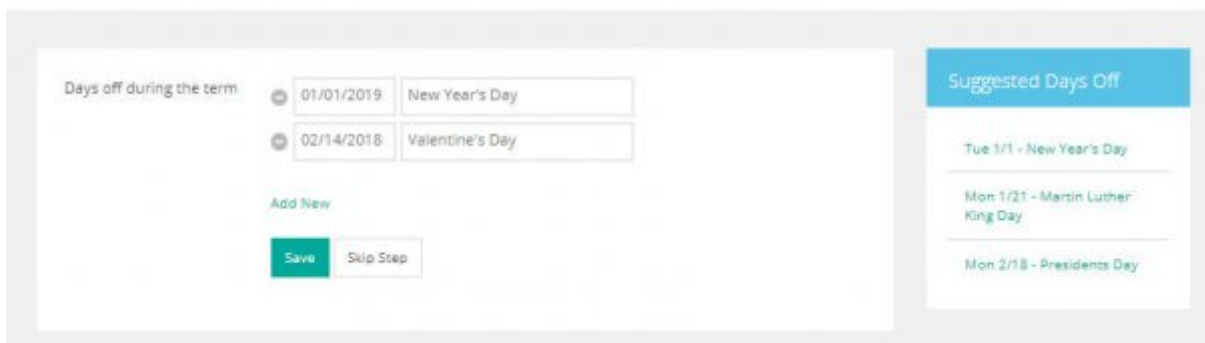 Days off during the term
01/01/2019 New Year's Day
02/14/2018 Valentine's Day
Add New
Save Skip Step
Suggested Days Off
Tue 1/1 - New Year's Day
Mon 1/21 - Martin Luther
King Day
Mon 2/18 - Presidents Day